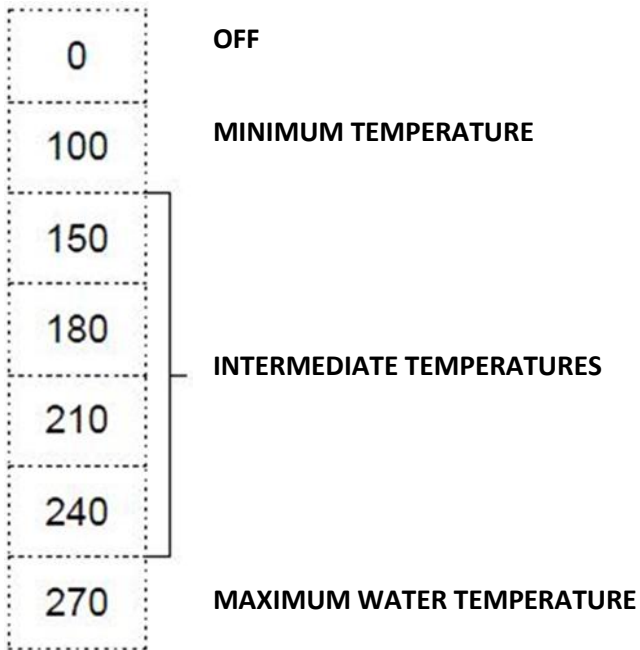 0 OFF
100 MINIMUM TEMPERATURE
150
180
INTERMEDIATE TEMPERATURES
210
240
270 MAXIMUM WATER TEMPERATURE